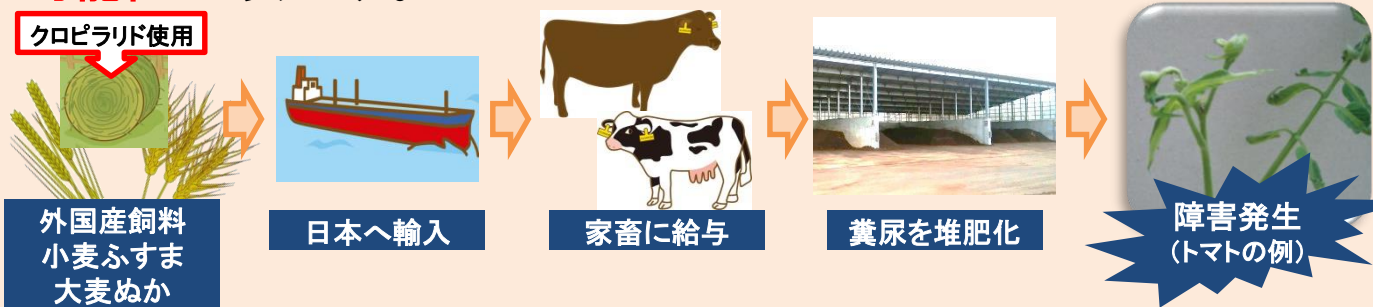 クロピラリド使用
外国産飼料
小麦ふすま
大麦ぬか
日本へ輸入
家畜に給与
糞尿を堆肥化
障害発生
(トマトの例)